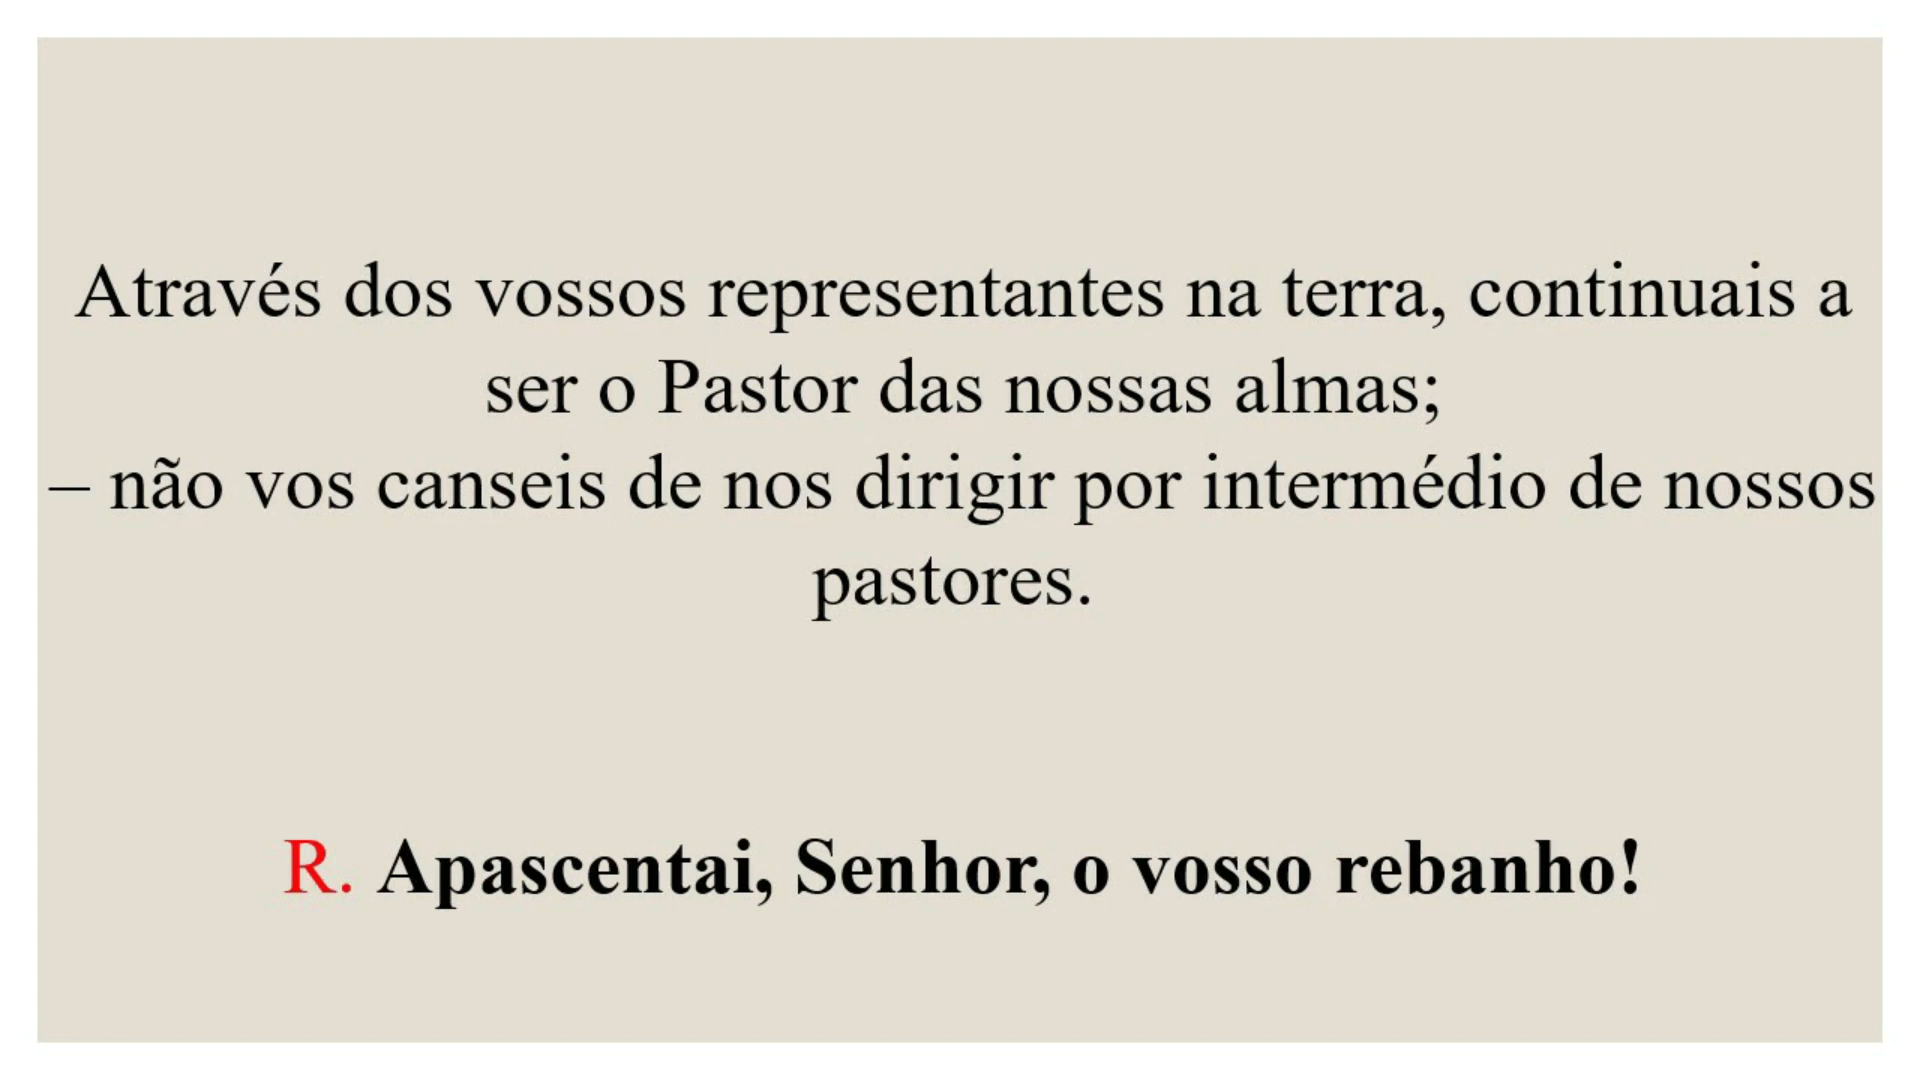 Através dos vossos representantes na terra, continuais a
ser o Pastor das nossas almas;
– não vos canseis de nos dirigir por intermédio de nossos
pastores.
R. Apascentai, Senhor, o vosso rebanho!